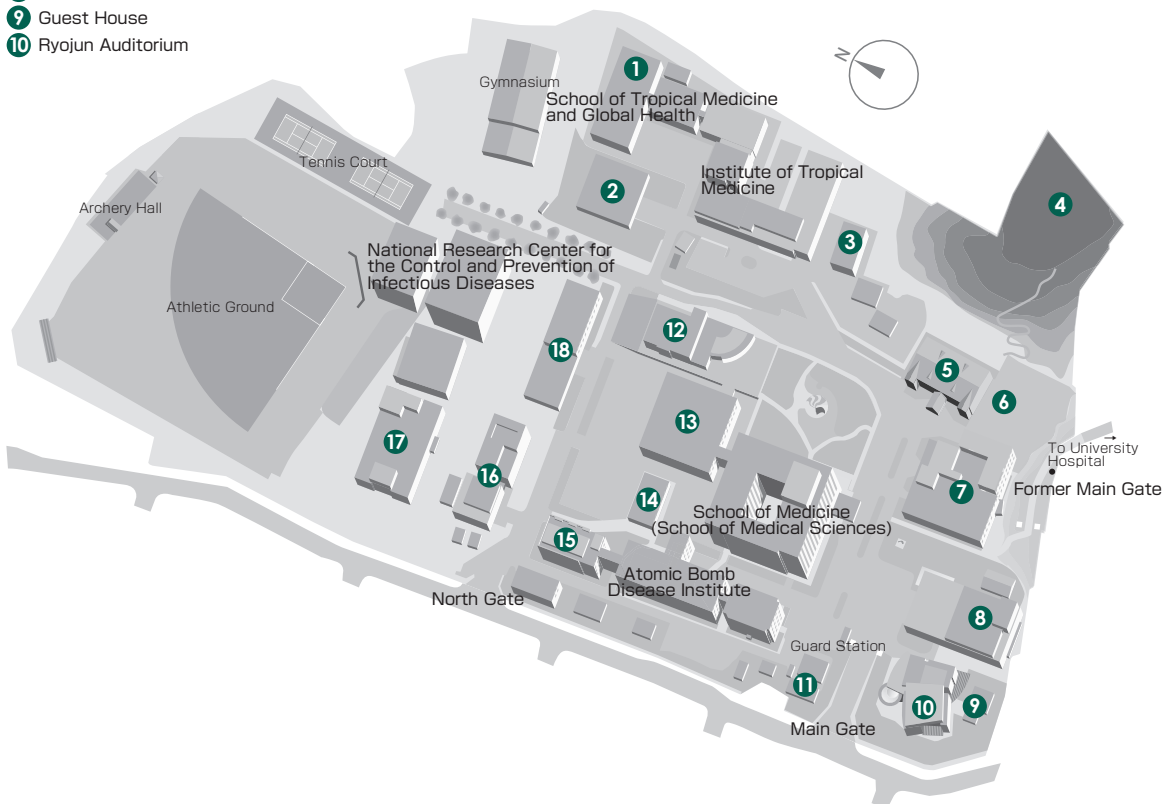 9 Guest House
10 Ryojun Auditorium
N
1
Gymnasium
School of Tropical Medicine
and Global Health
Tennis Court
2
Institute of Tropical
Medicine
4
Archery Hall
3
National Research Center for
the Control and Prevention of
Infectious Diseases
Athletic Ground
12
18
5
6
13
17
16
To University
Hospital
7
Former Main Gate
14
School of Medicine
(School of Medical Sciences)
15
Atomic Bomb
Disease Institute
North Gate
8
Guard Station
11
10
9
Main Gate